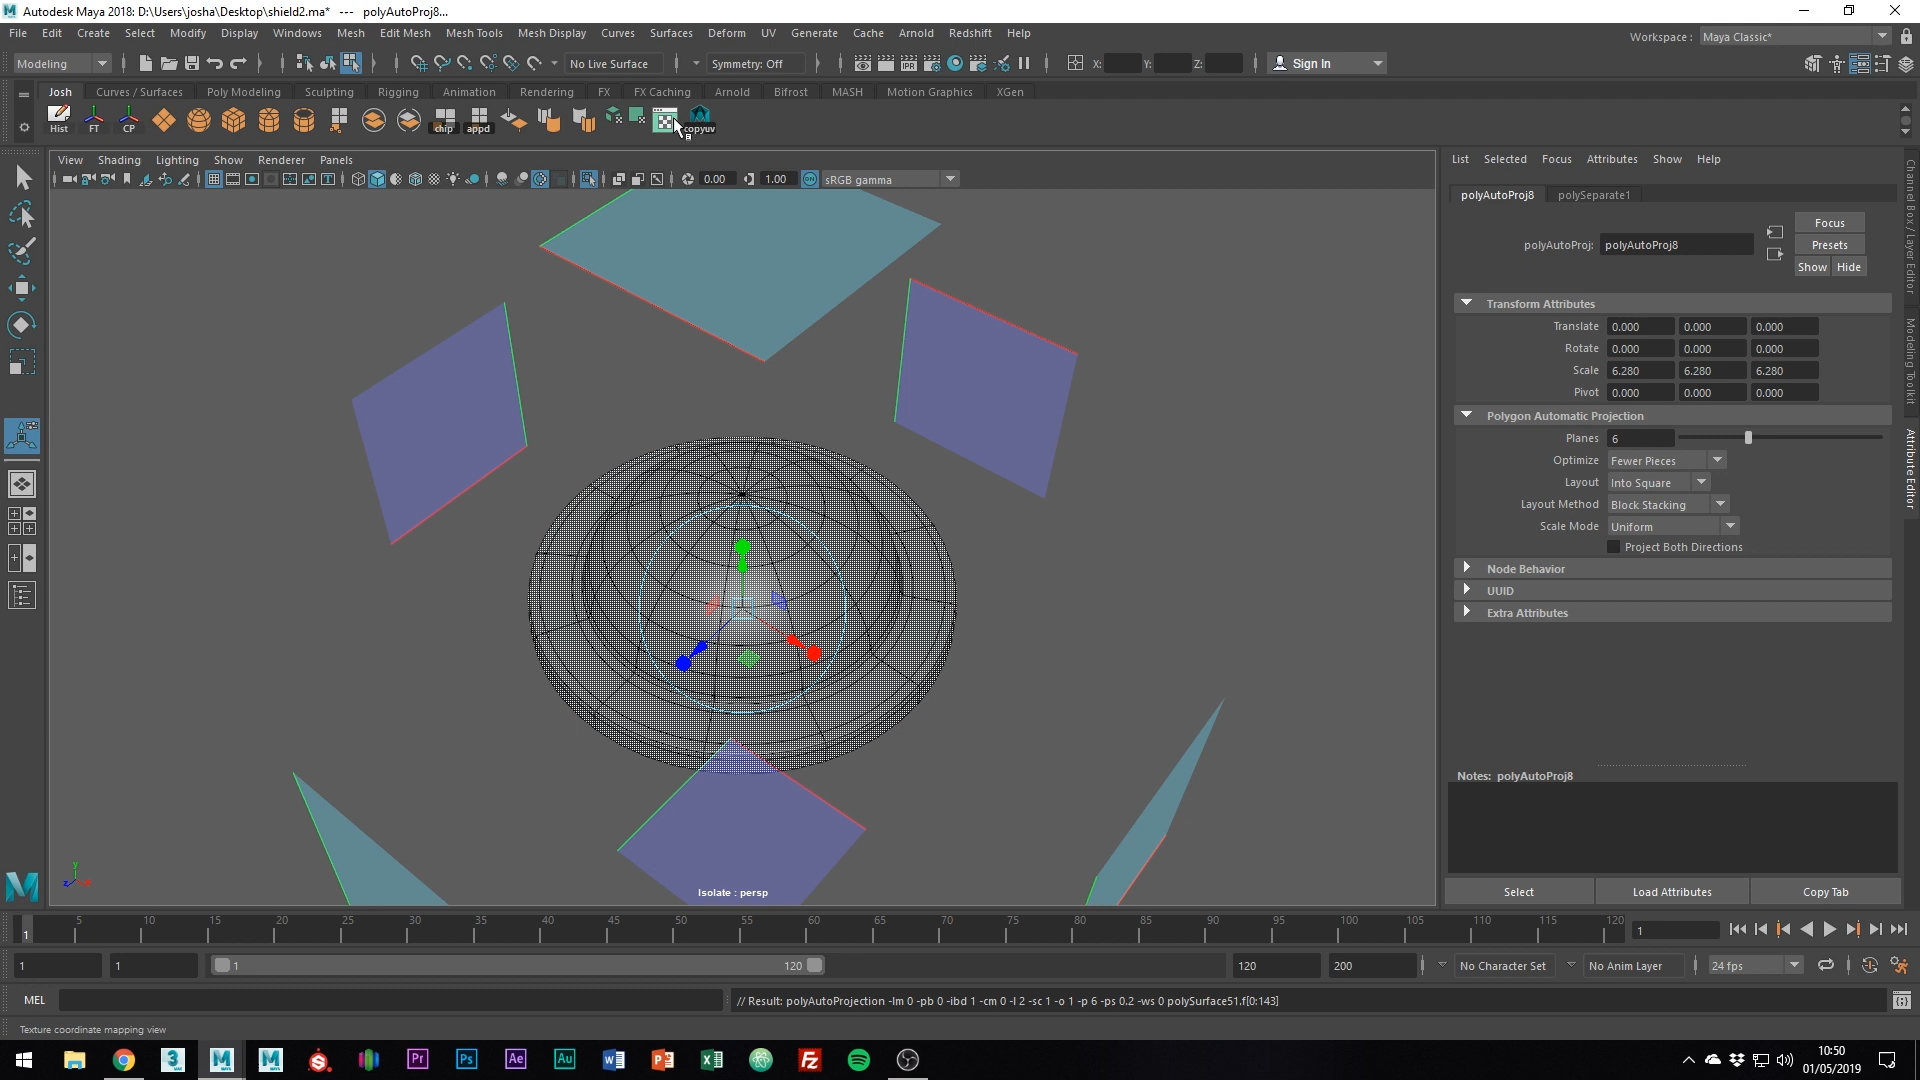 Autodesk Maya 2018: D:\Users\josha\Desktop\shield2.ma* --- polyAutoProj8...
File Edit Create Select Modify Display Windows Mesh Edit Mesh Mesh Tools Mesh Display Curves Surfaces Deform UV Generate Cache Arnold Redshift Help
Workspace : Maya Classic*
Modeling No Live Surface Symmetry: Off X: Y: Z: Sign In
Josh Curves / Surfaces Poly Modeling Sculpting Rigging Animation Rendering FX FX Caching Arnold Bifrost MASH Motion Graphics XGen
Hist FT CP chip appd copyuv
View Shading Lighting Show Renderer Panels
0.00 1.00 sRGB gamma
Isolate : persp
List Selected Focus Attributes Show Help
polyAutoProj8 polySeparate1
polyAutoProj: polyAutoProj8
Focus
Presets
Show Hide
Transform Attributes
Translate 0.000 0.000 0.000
Rotate 0.000 0.000 0.000
Scale 6.280 6.280 6.280
Pivot 0.000 0.000 0.000
Polygon Automatic Projection
Planes 6
Optimize Fewer Pieces
Layout Into Square
Layout Method Block Stacking
Scale Mode Uniform
Project Both Directions
Node Behavior
UUID
Extra Attributes
Notes: polyAutoProj8
Select Load Attributes Copy Tab
Channel Box / Layer Editor
Modeling Toolkit
Attribute Editor
1 5 10 15 20 25 30 35 40 45 50 55 60 65 70 75 80 85 90 95 100 105 110 115 120 1
1 1 1 120 120 200 No Character Set No Anim Layer 24 fps
MEL // Result: polyAutoProjection -lm 0 -pb 0 -ibd 1 -cm 0 -l 2 -sc 1 -o 1 -p 6 -ps 0.2 -ws 0 polySurface51.f[0:143]
Texture coordinate mapping view
10:50
01/05/2019